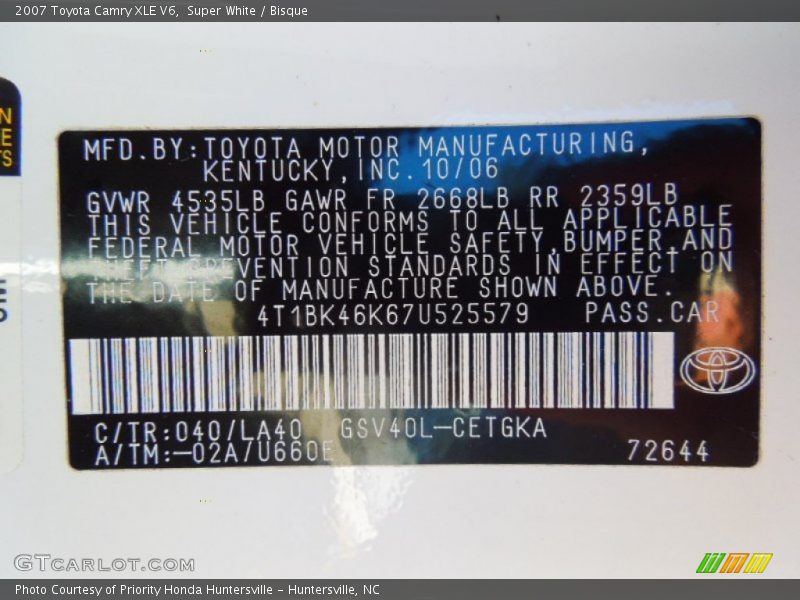 2007 Toyota Camry XLE V6, Super White / Bisque
N
E
TS
MFD.BY:TOYOTA MOTOR MANUFACTURING,
KENTUCKY,INC.10/06
GVWR 4535LB GAWR FR 2668LB RR 2359LB
THIS VEHICLE CONFORMS TO ALL APPLICABLE
FEDERAL MOTOR VEHICLE SAFETY,BUMPER,AND
THEFT PREVENTION STANDARDS IN EFFECT ON
THE DATE OF MANUFACTURE SHOWN ABOVE.
4T1BK46K67U525579 PASS.CAR
C/TR:040/LA40 GSV40L-CETGKA
A/TM:-02A/U660E
72644
GTCARLOT.COM
Photo Courtesy of Priority Honda Huntersville - Huntersville, NC